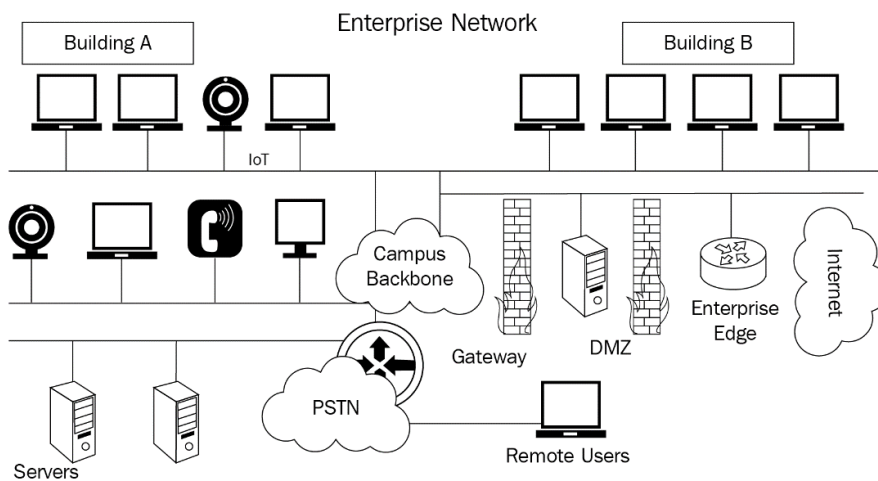 Enterprise Network
Building A
Building B
IoT
Campus
Backbone
Internet
Enterprise
Edge
Gateway
DMZ
PSTN
Remote Users
Servers